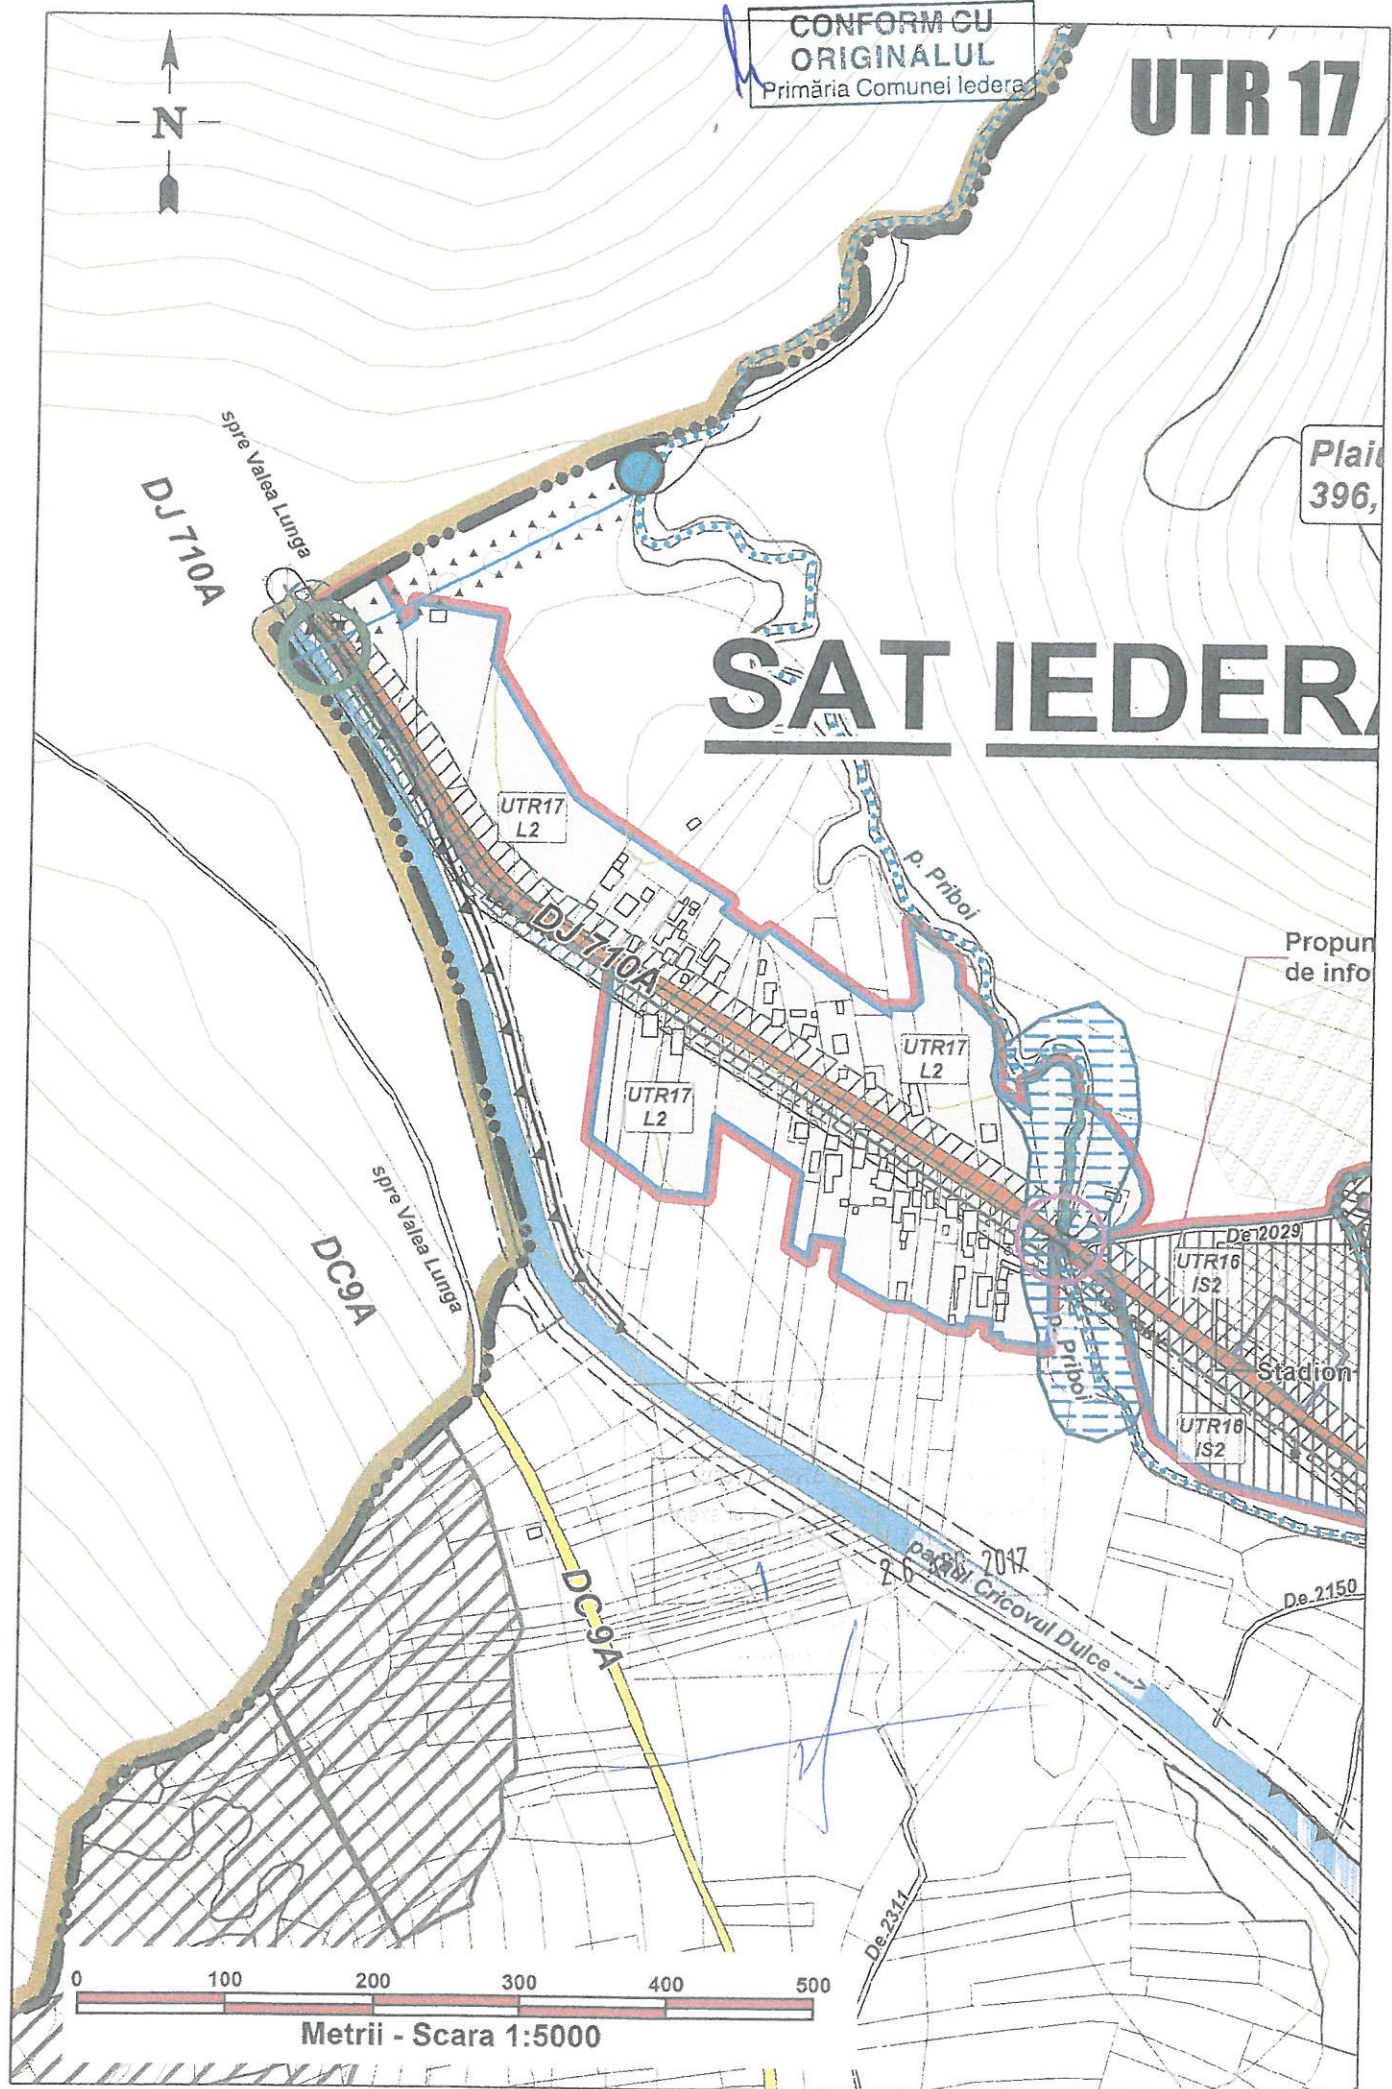 CONFORM CU
ORIGINALUL
Primăria Comunei Iedera
UTR 17
N
Plaiu
396,
spre Valea Lunga
DJ 710A
SAT IEDERA
UTR17
L2
p. Priboi
DJ 710A
Propun
de info
UTR17
L2
UTR17
L2
spre Valea Lunga
DC9A
De 2029
UTR16
IS2
p. Priboi
Stadion
UTR16
IS2
26 2017
Cricovul Dulce --->
De 2150
DC 9A
De 2311
0 100 200 300 400 500
Metrii - Scara 1:5000